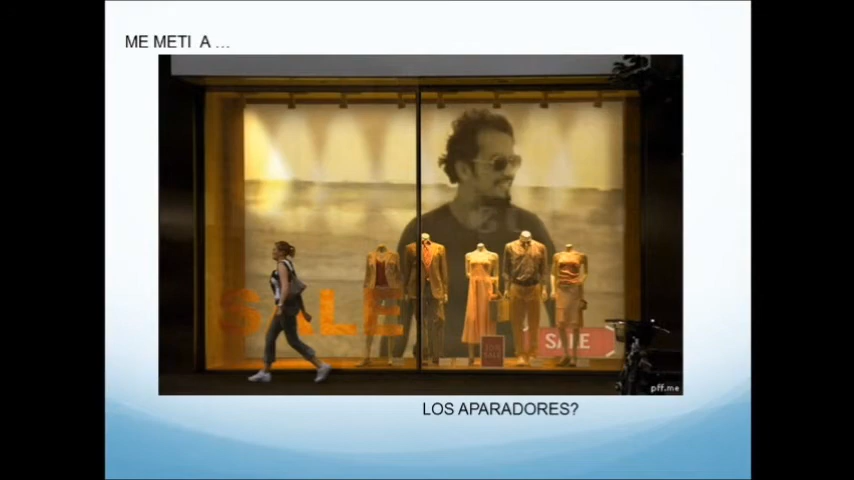 ME METI A ...
SALE
SALE
pff.me
LOS APARADORES?